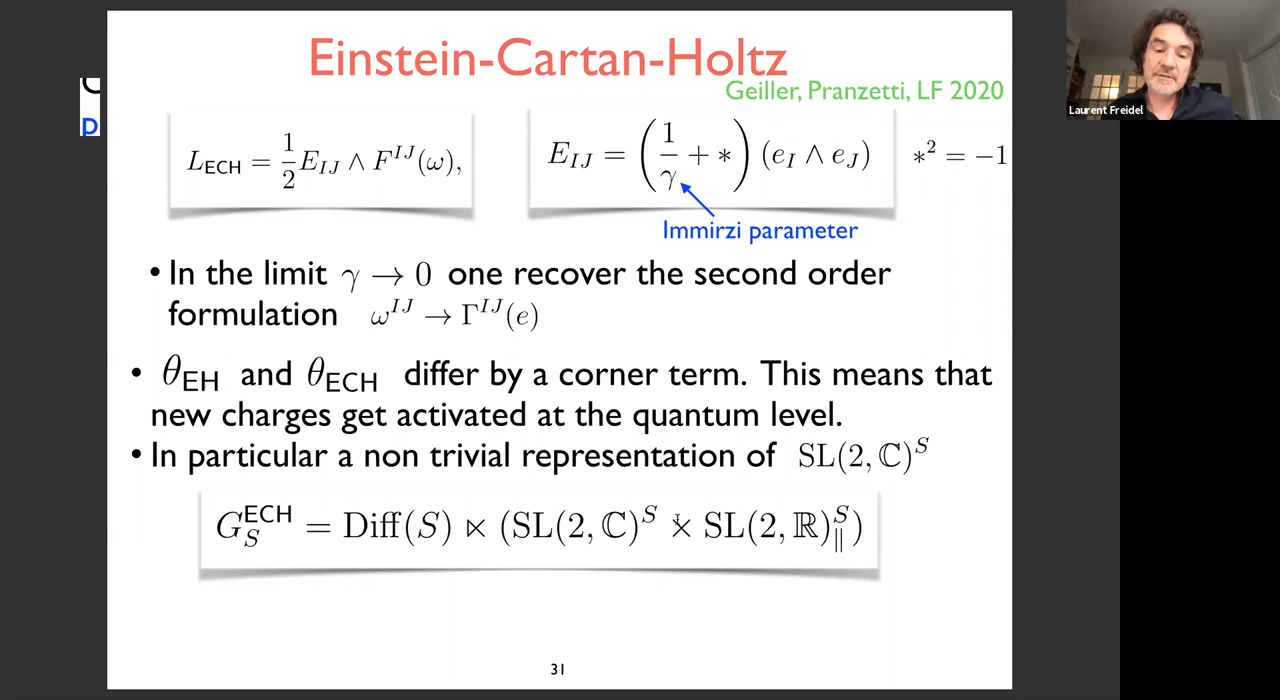 Einstein-Cartan-Holtz
Geiller, Pranzetti, LF 2020
Laurent Freidel
p
L_ECH = 1/2 E_IJ ∧ F^IJ(ω),
E_IJ = (1/γ + *) (e_I ∧ e_J)
*² = −1
Immirzi parameter
• In the limit γ → 0 one recover the second order
formulation ω^IJ → Γ^IJ(e)
• θ_EH and θ_ECH differ by a corner term. This means that
new charges get activated at the quantum level.
• In particular a non trivial representation of SL(2, ℂ)^S
G_S^ECH = Diff(S) ⋉ (SL(2, ℂ)^S × SL(2, ℝ)_∥^S)
31